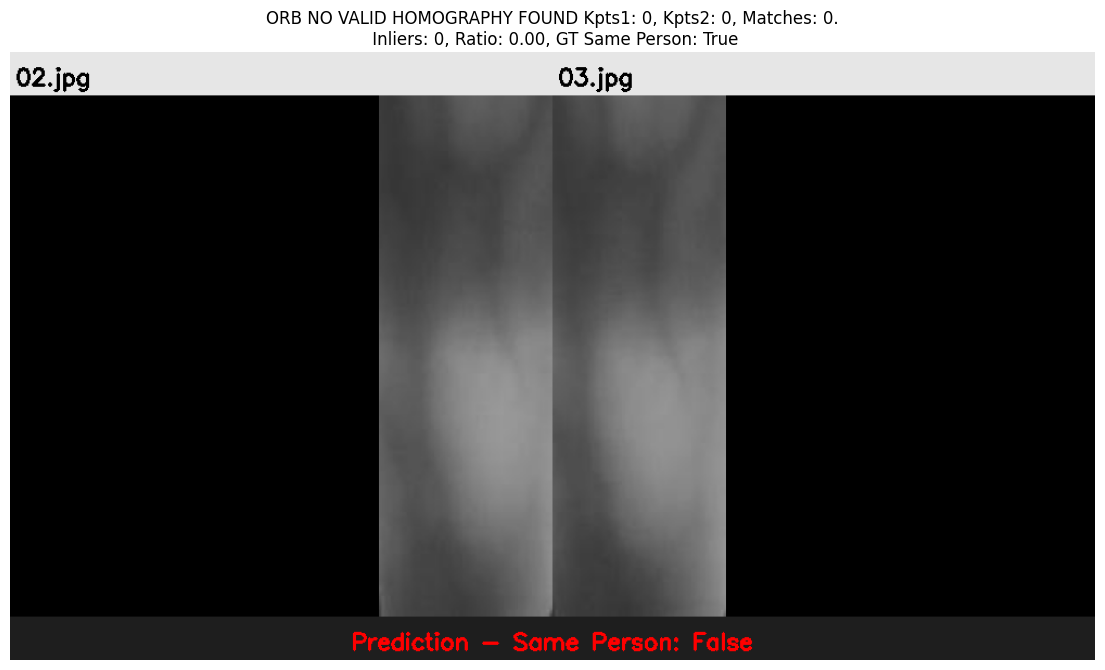 ORB NO VALID HOMOGRAPHY FOUND Kpts1: 0, Kpts2: 0, Matches: 0.
Inliers: 0, Ratio: 0.00, GT Same Person: True
02.jpg
03.jpg
Prediction - Same Person: False